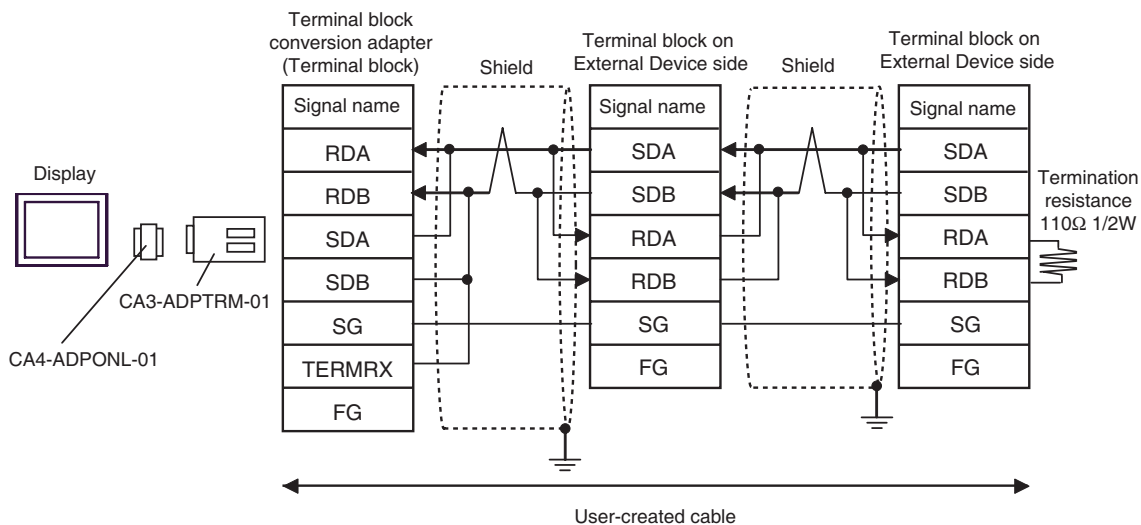 Terminal block
conversion adapter
(Terminal block)
Shield
Terminal block on
External Device side
Shield
Terminal block on
External Device side
Display
CA4-ADPONL-01
CA3-ADPTRM-01
Signal name
RDA
RDB
SDA
SDB
SG
TERMRX
FG
Signal name
SDA
SDB
RDA
RDB
SG
FG
Signal name
SDA
SDB
RDA
RDB
SG
FG
Termination
resistance
110Ω 1/2W
User-created cable